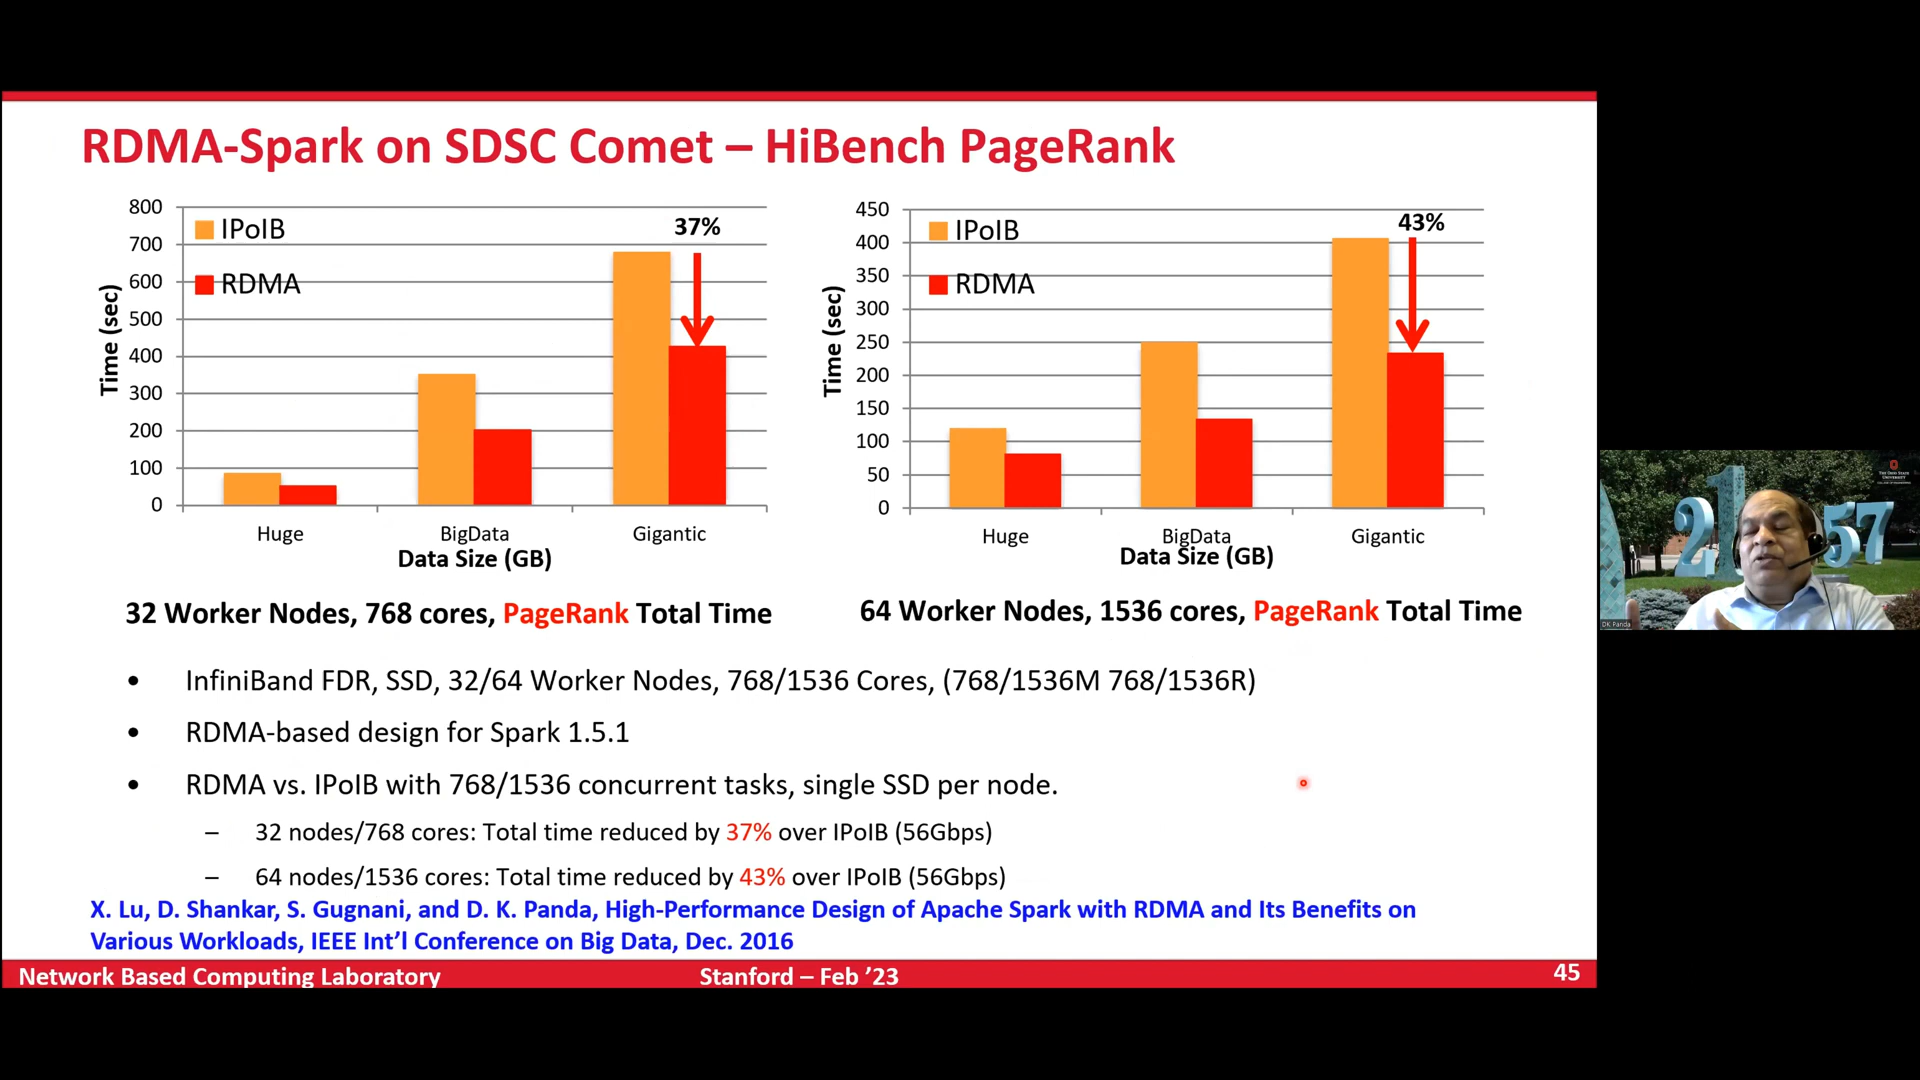 RDMA-Spark on SDSC Comet – HiBench PageRank
800
700
600
500
400
300
200
100
0
Time (sec)
IPoIB
RDMA
37%
Huge
BigData
Gigantic
Data Size (GB)
32 Worker Nodes, 768 cores, PageRank Total Time
450
400
350
300
250
200
150
100
50
0
Time (sec)
IPoIB
RDMA
43%
Huge
BigData
Gigantic
Data Size (GB)
64 Worker Nodes, 1536 cores, PageRank Total Time
• InfiniBand FDR, SSD, 32/64 Worker Nodes, 768/1536 Cores, (768/1536M 768/1536R)
• RDMA-based design for Spark 1.5.1
• RDMA vs. IPoIB with 768/1536 concurrent tasks, single SSD per node.
– 32 nodes/768 cores: Total time reduced by 37% over IPoIB (56Gbps)
– 64 nodes/1536 cores: Total time reduced by 43% over IPoIB (56Gbps)
X. Lu, D. Shankar, S. Gugnani, and D. K. Panda, High-Performance Design of Apache Spark with RDMA and Its Benefits on
Various Workloads, IEEE Int’l Conference on Big Data, Dec. 2016
Network Based Computing Laboratory
Stanford – Feb ’23
45
THE OHIO STATE
UNIVERSITY
21 57
DK Panda